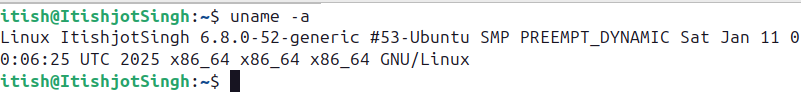 itish@ItishjotSingh:~$ uname -a
Linux ItishjotSingh 6.8.0-52-generic #53-Ubuntu SMP PREEMPT_DYNAMIC Sat Jan 11 0
0:06:25 UTC 2025 x86_64 x86_64 x86_64 GNU/Linux
itish@ItishjotSingh:~$